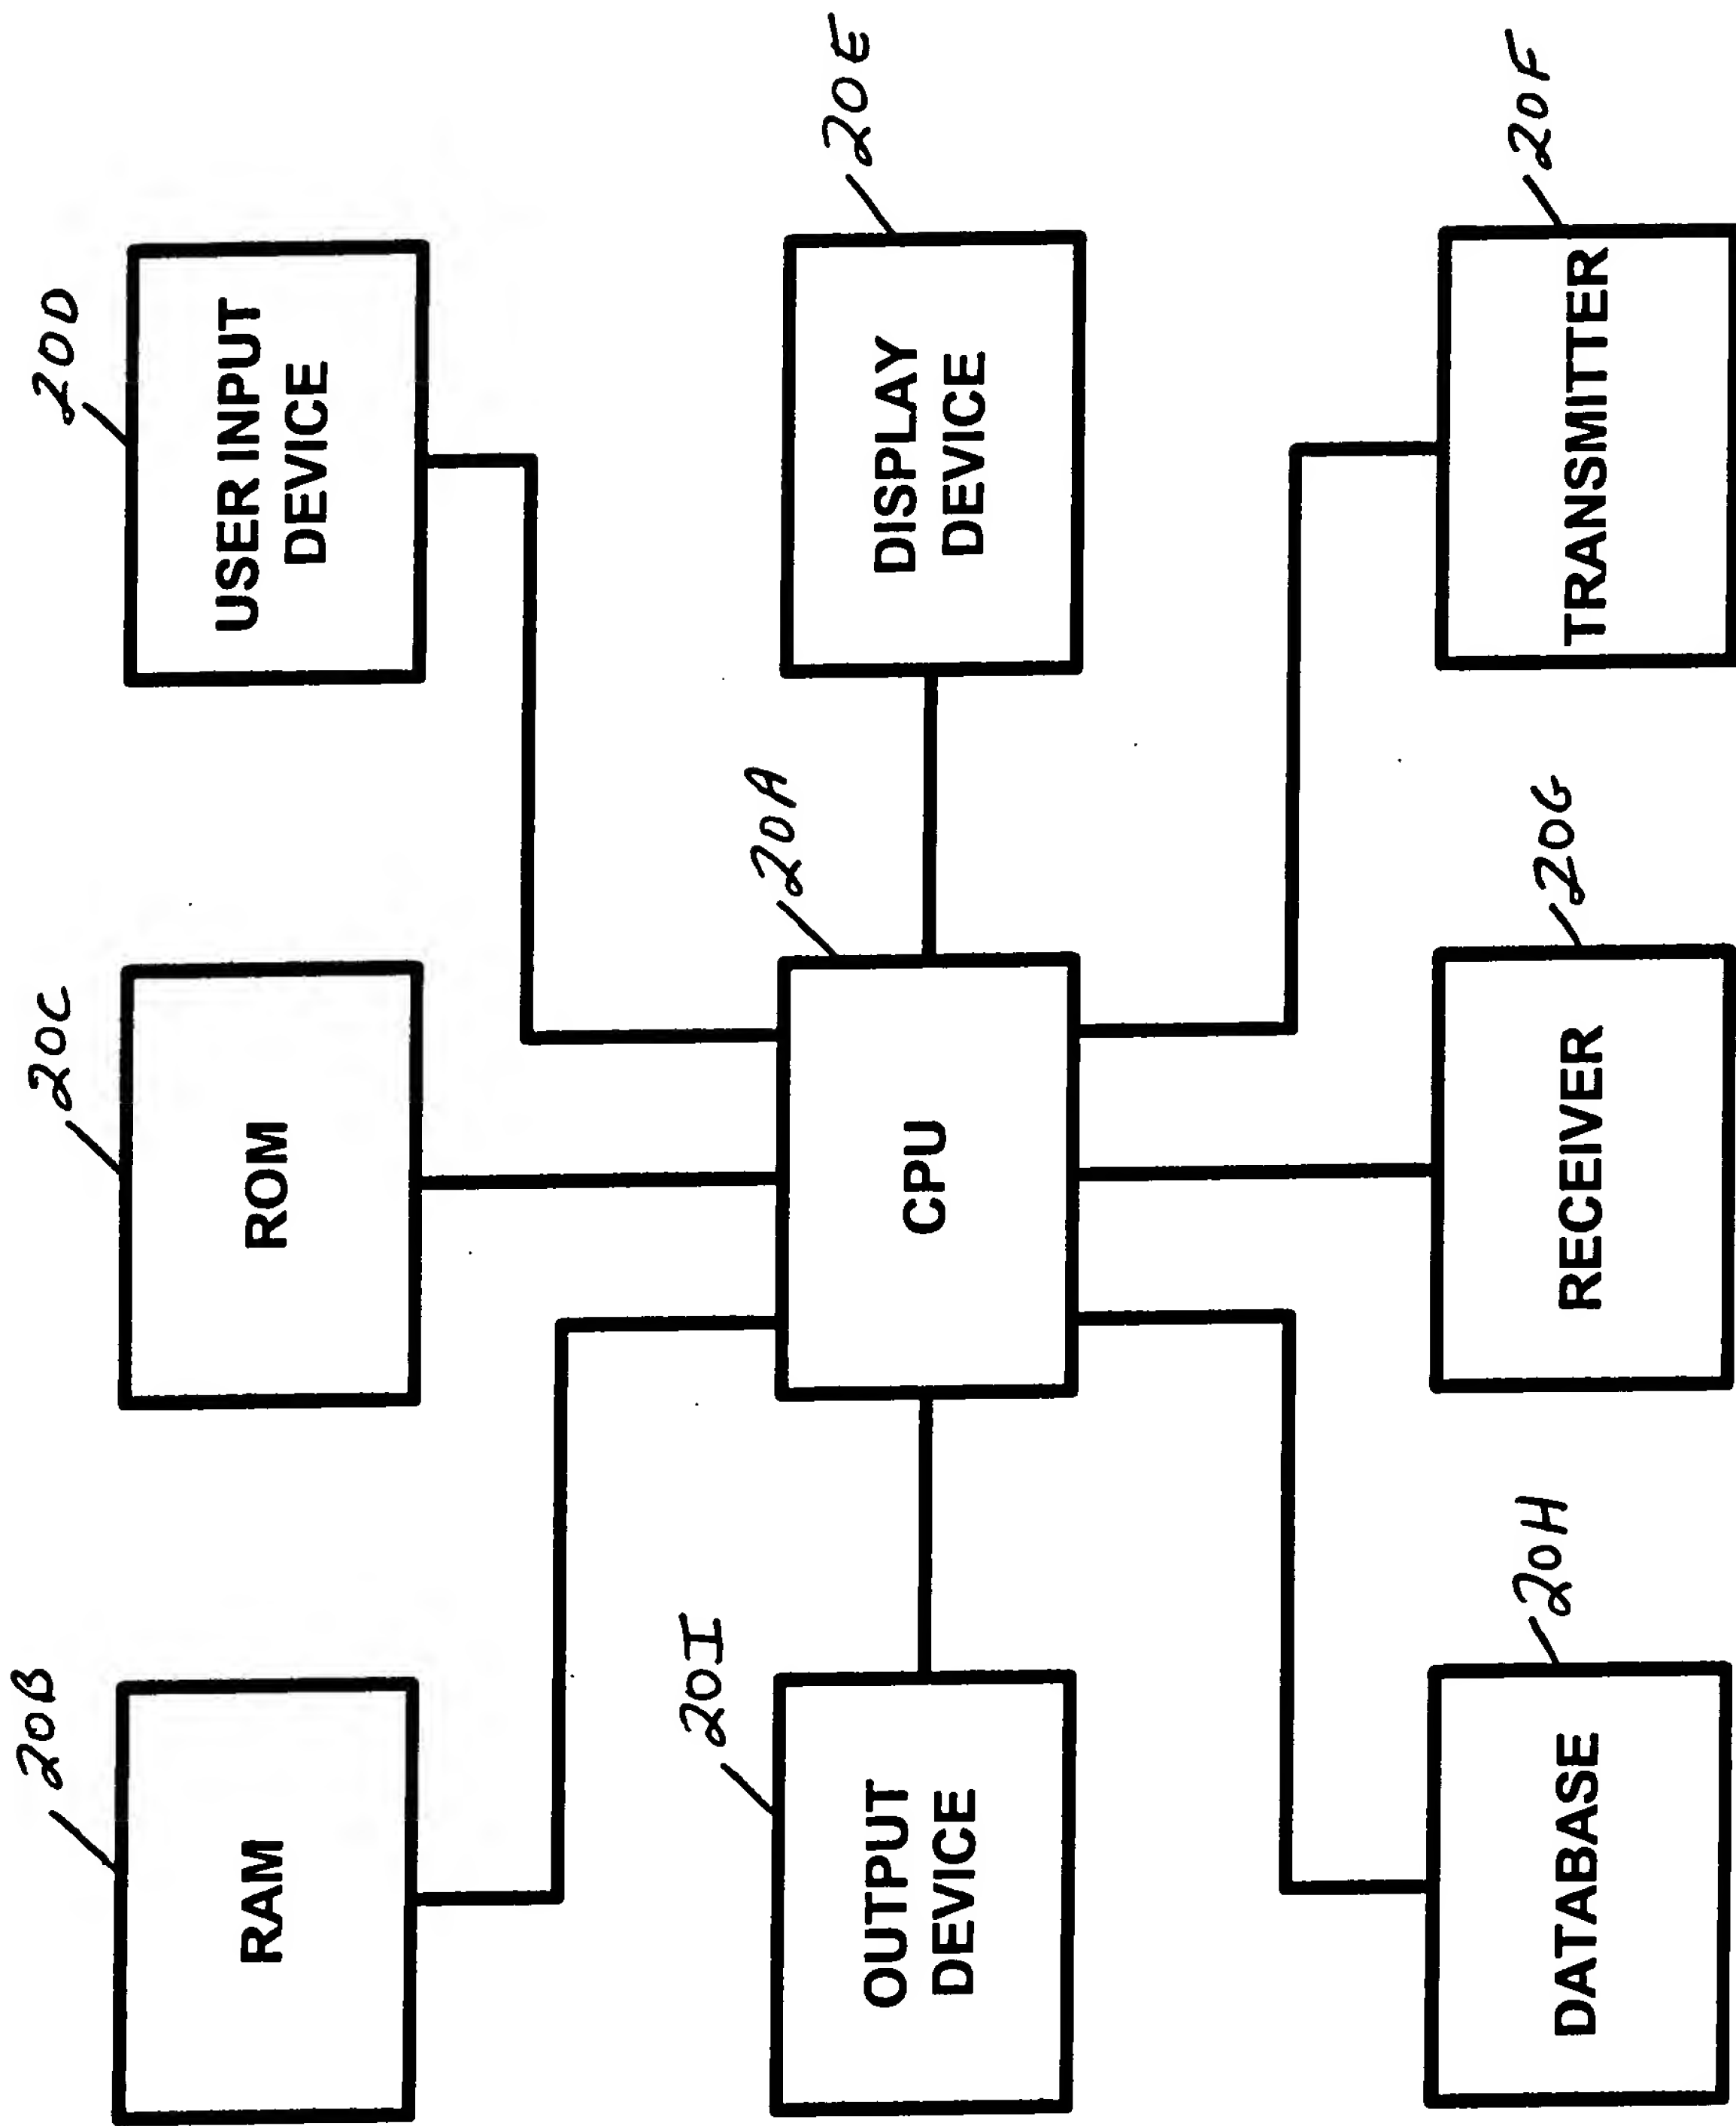 20B
RAM
20C
ROM
20D
USER INPUT
DEVICE
20I
OUTPUT
DEVICE
20A
CPU
20E
DISPLAY
DEVICE
20H
DATABASE
20G
RECEIVER
20F
TRANSMITTER